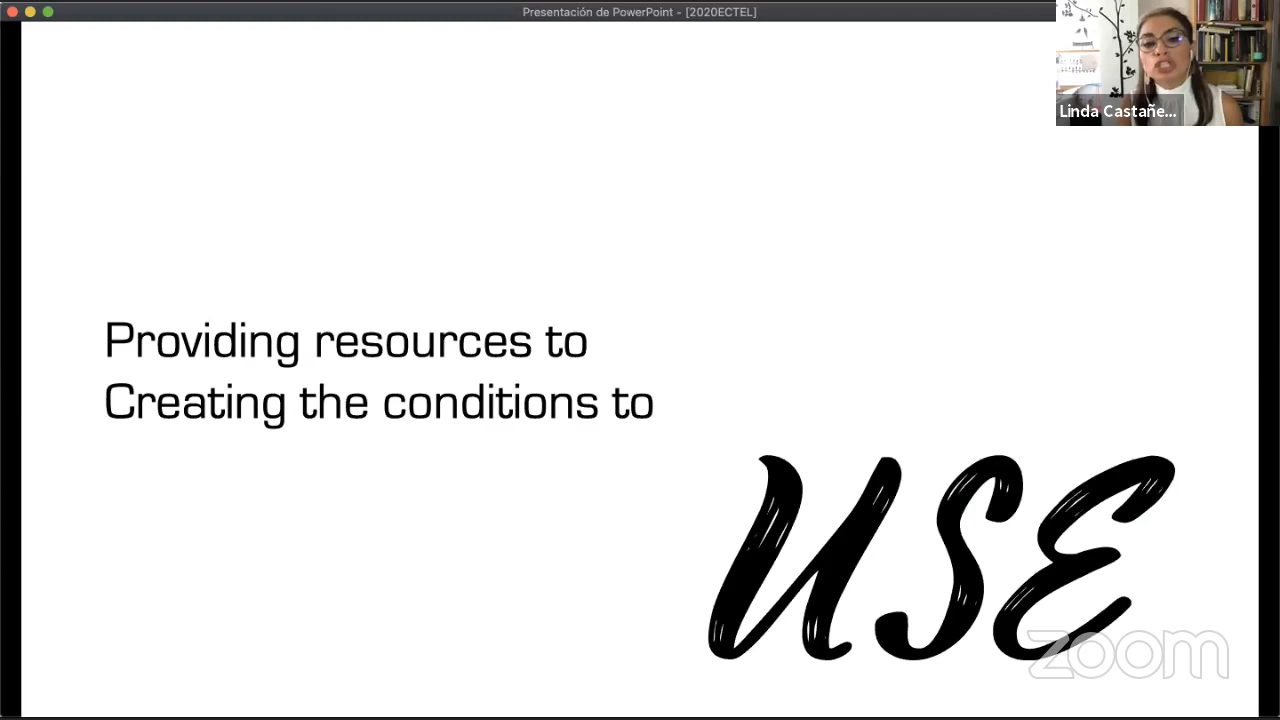 Presentación de PowerPoint - [2020ECTEL]
Linda Castañe...
Providing resources to
Creating the conditions to
USE
zoom